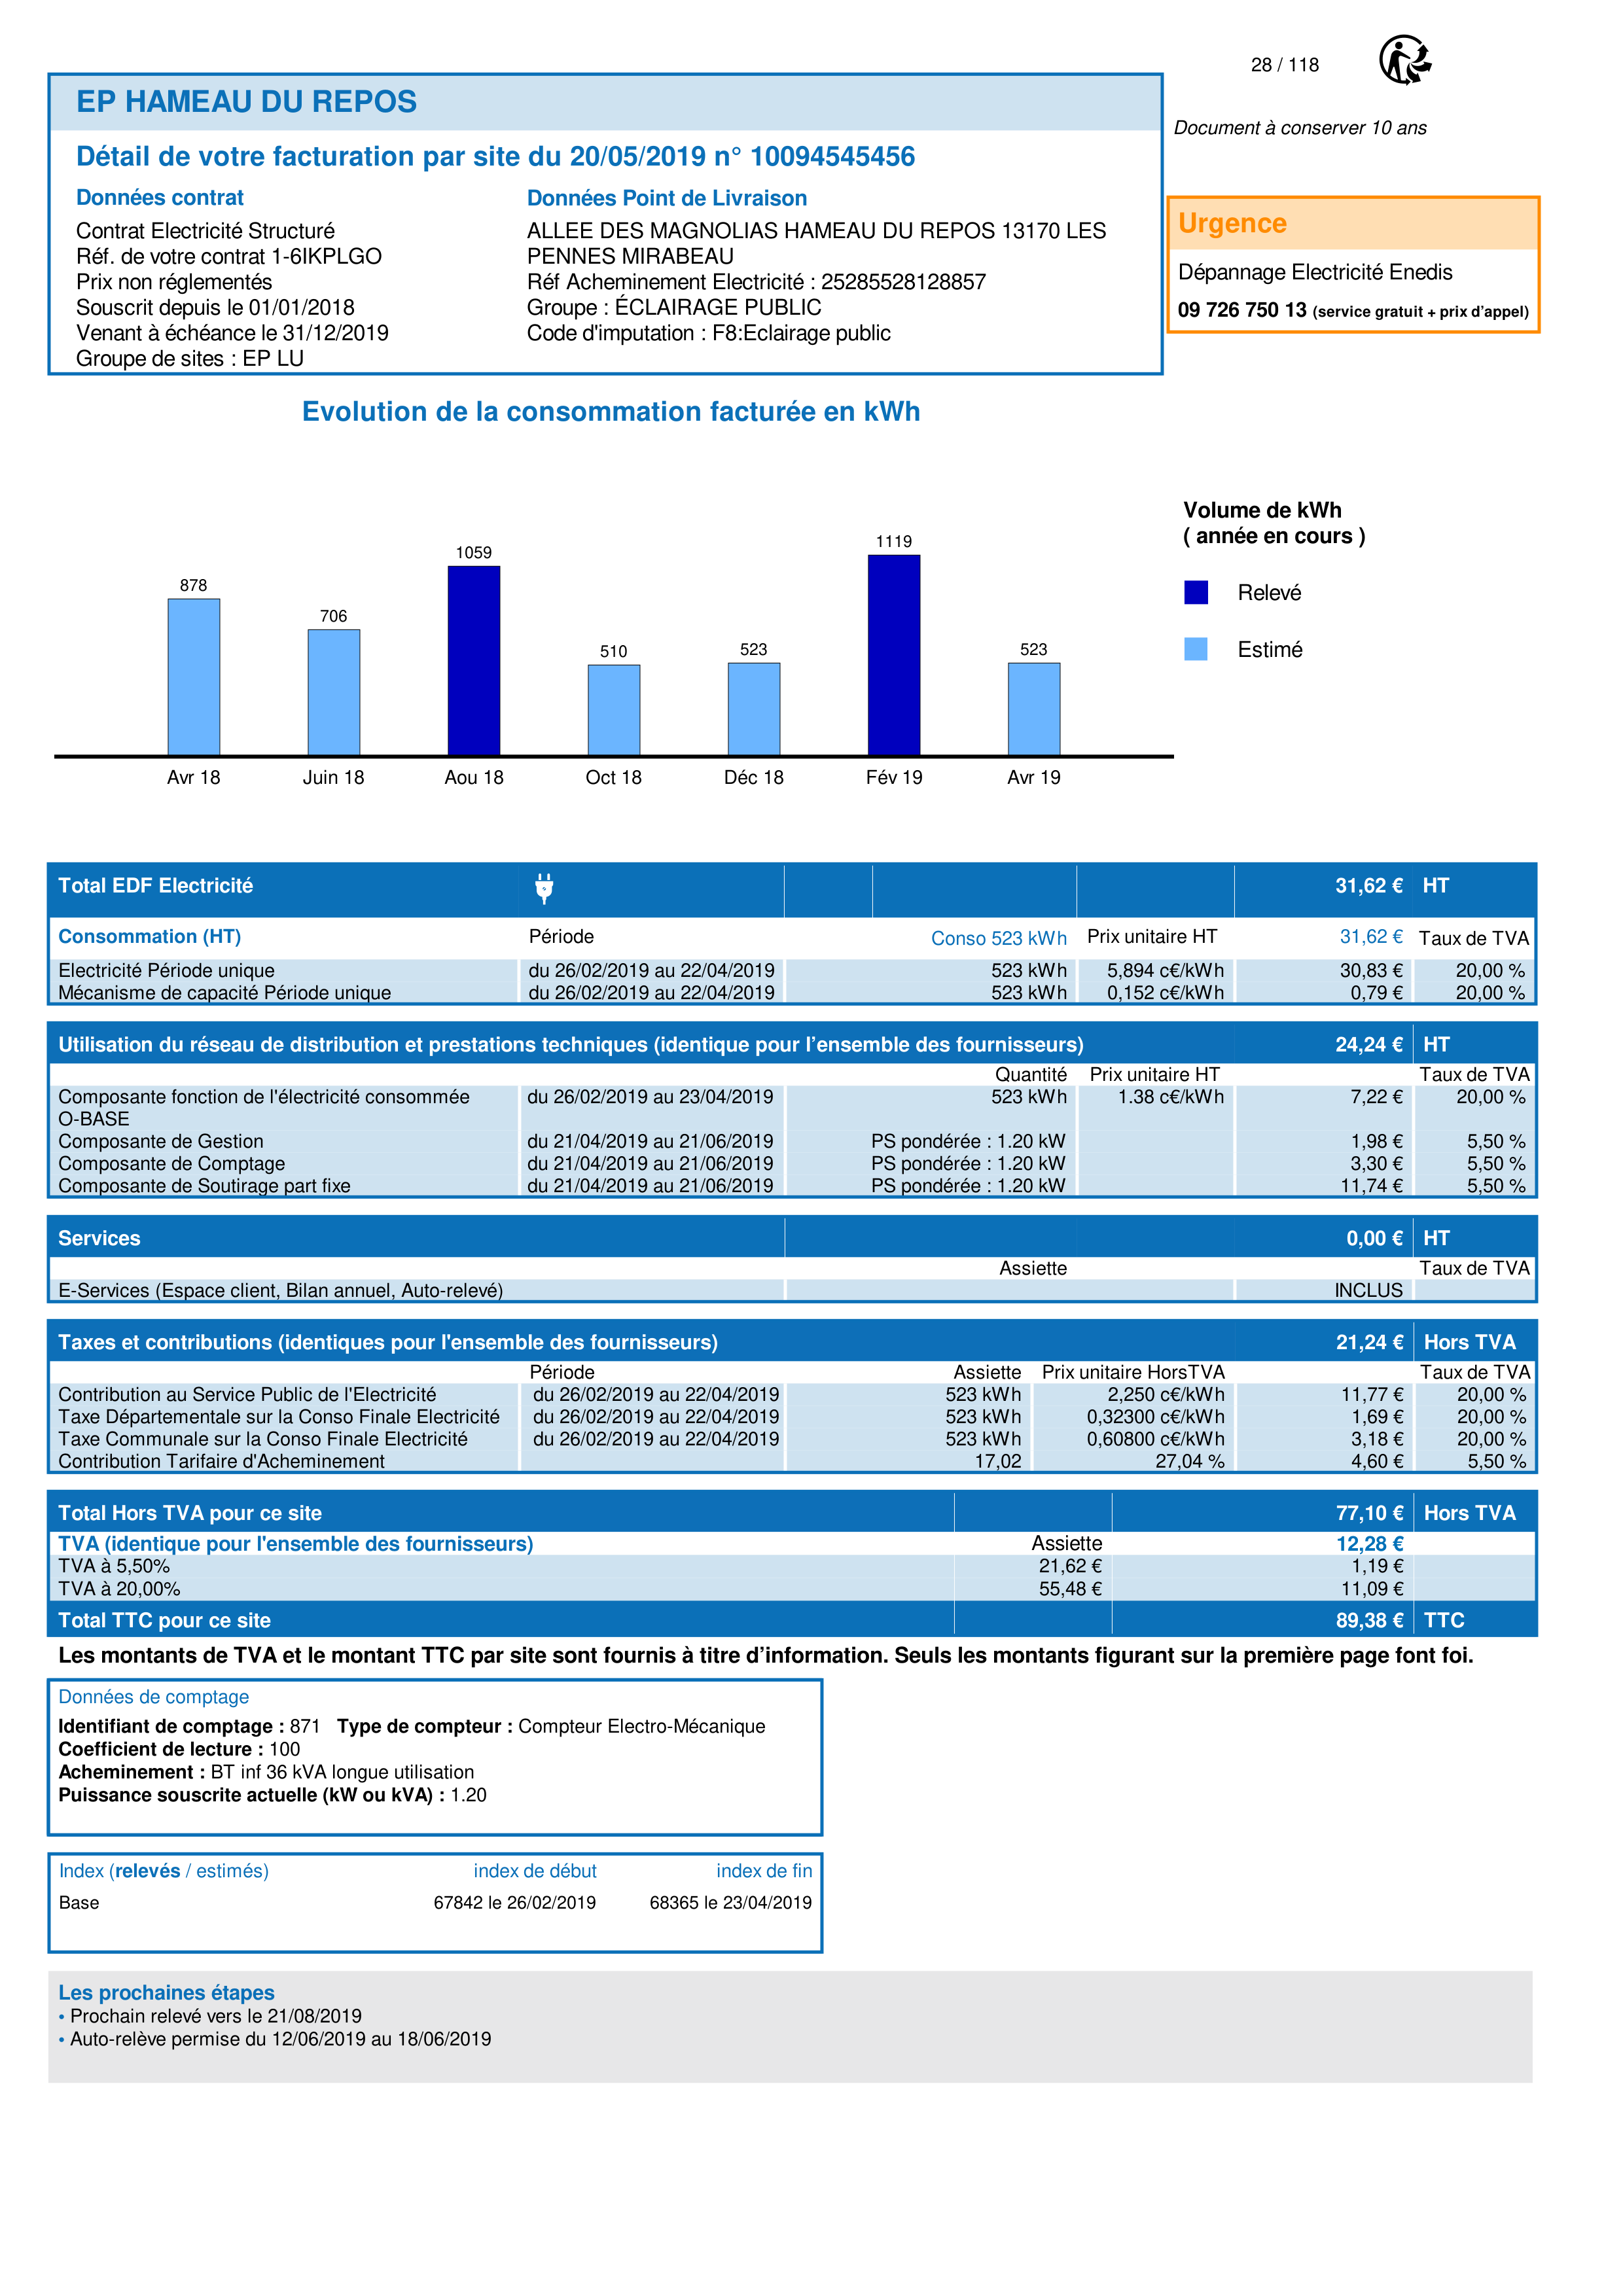 28 / 118
EP HAMEAU DU REPOS
Document à conserver 10 ans
Détail de votre facturation par site du 20/05/2019 n° 10094545456
Données contrat
Contrat Electricité Structuré
Réf. de votre contrat 1-6IKPLGO
Prix non réglementés
Souscrit depuis le 01/01/2018
Venant à échéance le 31/12/2019
Groupe de sites : EP LU
Données Point de Livraison
ALLEE DES MAGNOLIAS HAMEAU DU REPOS 13170 LES
PENNES MIRABEAU
Réf Acheminement Electricité : 25285528128857
Groupe : ÉCLAIRAGE PUBLIC
Code d'imputation : F8:Eclairage public
Urgence
Dépannage Electricité Enedis
09 726 750 13 (service gratuit + prix d’appel)
Evolution de la consommation facturée en kWh
878 706 1059 510 523 1119 523
Avr 18 Juin 18 Aou 18 Oct 18 Déc 18 Fév 19 Avr 19
Volume de kWh
( année en cours )
Relevé
Estimé
Total EDF Electricité 31,62 € HT
Consommation (HT) Période Conso 523 kWh Prix unitaire HT 31,62 € Taux de TVA
Electricité Période unique du 26/02/2019 au 22/04/2019 523 kWh 5,894 c€/kWh 30,83 € 20,00 %
Mécanisme de capacité Période unique du 26/02/2019 au 22/04/2019 523 kWh 0,152 c€/kWh 0,79 € 20,00 %
Utilisation du réseau de distribution et prestations techniques (identique pour l’ensemble des fournisseurs) 24,24 € HT
Quantité Prix unitaire HT Taux de TVA
Composante fonction de l'électricité consommée du 26/02/2019 au 23/04/2019 523 kWh 1.38 c€/kWh 7,22 € 20,00 %
O-BASE
Composante de Gestion du 21/04/2019 au 21/06/2019 PS pondérée : 1.20 kW 1,98 € 5,50 %
Composante de Comptage du 21/04/2019 au 21/06/2019 PS pondérée : 1.20 kW 3,30 € 5,50 %
Composante de Soutirage part fixe du 21/04/2019 au 21/06/2019 PS pondérée : 1.20 kW 11,74 € 5,50 %
Services 0,00 € HT
Assiette Taux de TVA
E-Services (Espace client, Bilan annuel, Auto-relevé) INCLUS
Taxes et contributions (identiques pour l'ensemble des fournisseurs) 21,24 € Hors TVA
Période Assiette Prix unitaire HorsTVA Taux de TVA
Contribution au Service Public de l'Electricité du 26/02/2019 au 22/04/2019 523 kWh 2,250 c€/kWh 11,77 € 20,00 %
Taxe Départementale sur la Conso Finale Electricité du 26/02/2019 au 22/04/2019 523 kWh 0,32300 c€/kWh 1,69 € 20,00 %
Taxe Communale sur la Conso Finale Electricité du 26/02/2019 au 22/04/2019 523 kWh 0,60800 c€/kWh 3,18 € 20,00 %
Contribution Tarifaire d'Acheminement 17,02 27,04 % 4,60 € 5,50 %
Total Hors TVA pour ce site 77,10 € Hors TVA
TVA (identique pour l'ensemble des fournisseurs) Assiette 12,28 €
TVA à 5,50% 21,62 € 1,19 €
TVA à 20,00% 55,48 € 11,09 €
Total TTC pour ce site 89,38 € TTC
Les montants de TVA et le montant TTC par site sont fournis à titre d’information. Seuls les montants figurant sur la première page font foi.
Données de comptage
Identifiant de comptage : 871 Type de compteur : Compteur Electro-Mécanique
Coefficient de lecture : 100
Acheminement : BT inf 36 kVA longue utilisation
Puissance souscrite actuelle (kW ou kVA) : 1.20
Index (relevés / estimés) index de début index de fin
Base 67842 le 26/02/2019 68365 le 23/04/2019
Les prochaines étapes
• Prochain relevé vers le 21/08/2019
• Auto-relève permise du 12/06/2019 au 18/06/2019